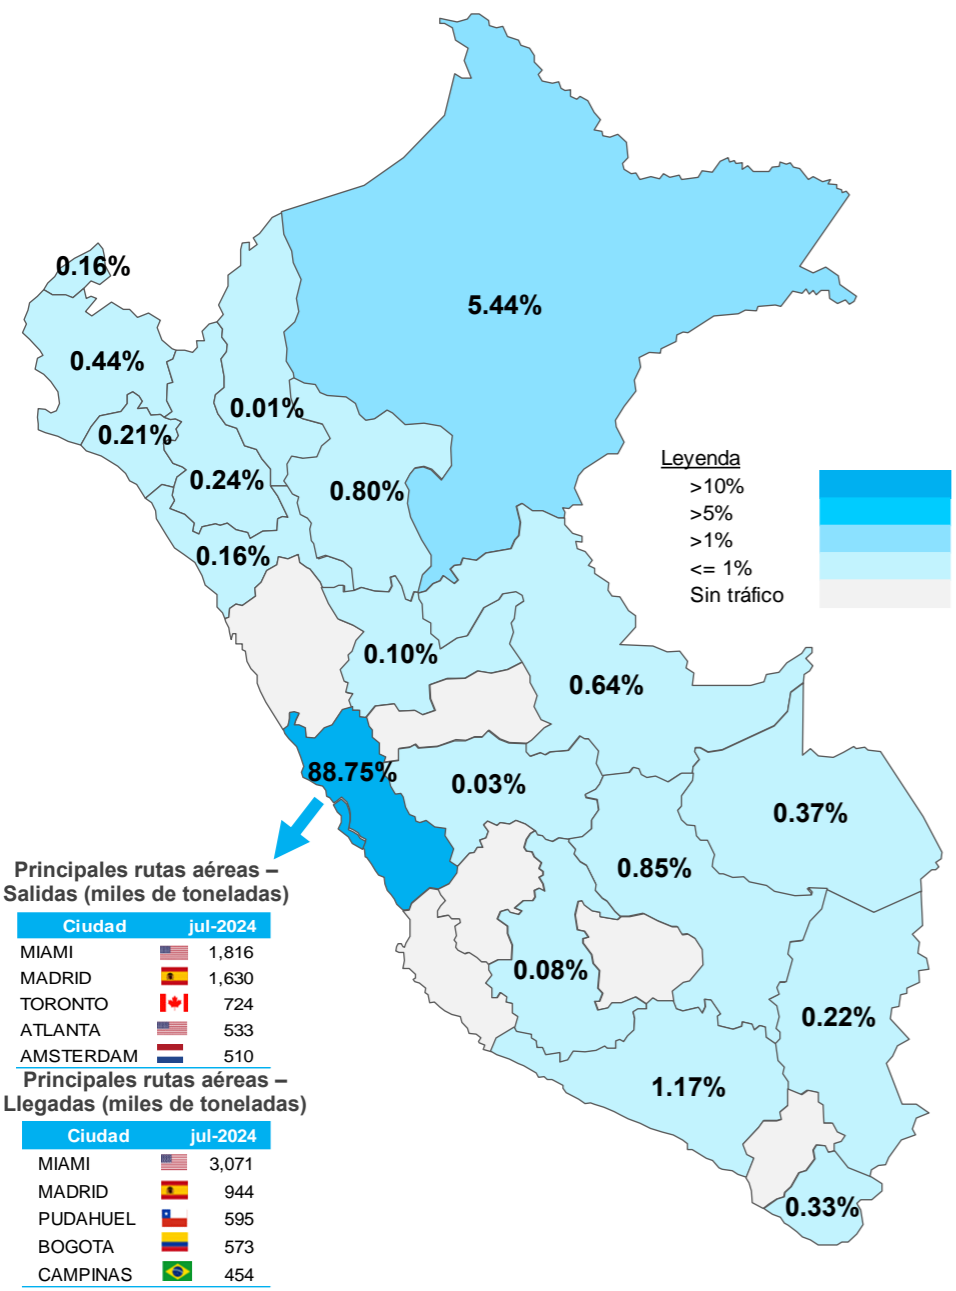 0.16%
5.44%
0.44%
0.01%
0.21%
0.24%
0.80%
0.16%
Leyenda
>10%
>5%
>1%
<= 1%
Sin tráfico
0.10%
0.64%
88.75%
0.03%
0.37%
0.85%
0.08%
0.22%
1.17%
0.33%
Principales rutas aéreas –
Salidas (miles de toneladas)
Ciudad jul-2024
MIAMI 1,816
MADRID 1,630
TORONTO 724
ATLANTA 533
AMSTERDAM 510
Principales rutas aéreas –
Llegadas (miles de toneladas)
Ciudad jul-2024
MIAMI 3,071
MADRID 944
PUDAHUEL 595
BOGOTA 573
CAMPINAS 454